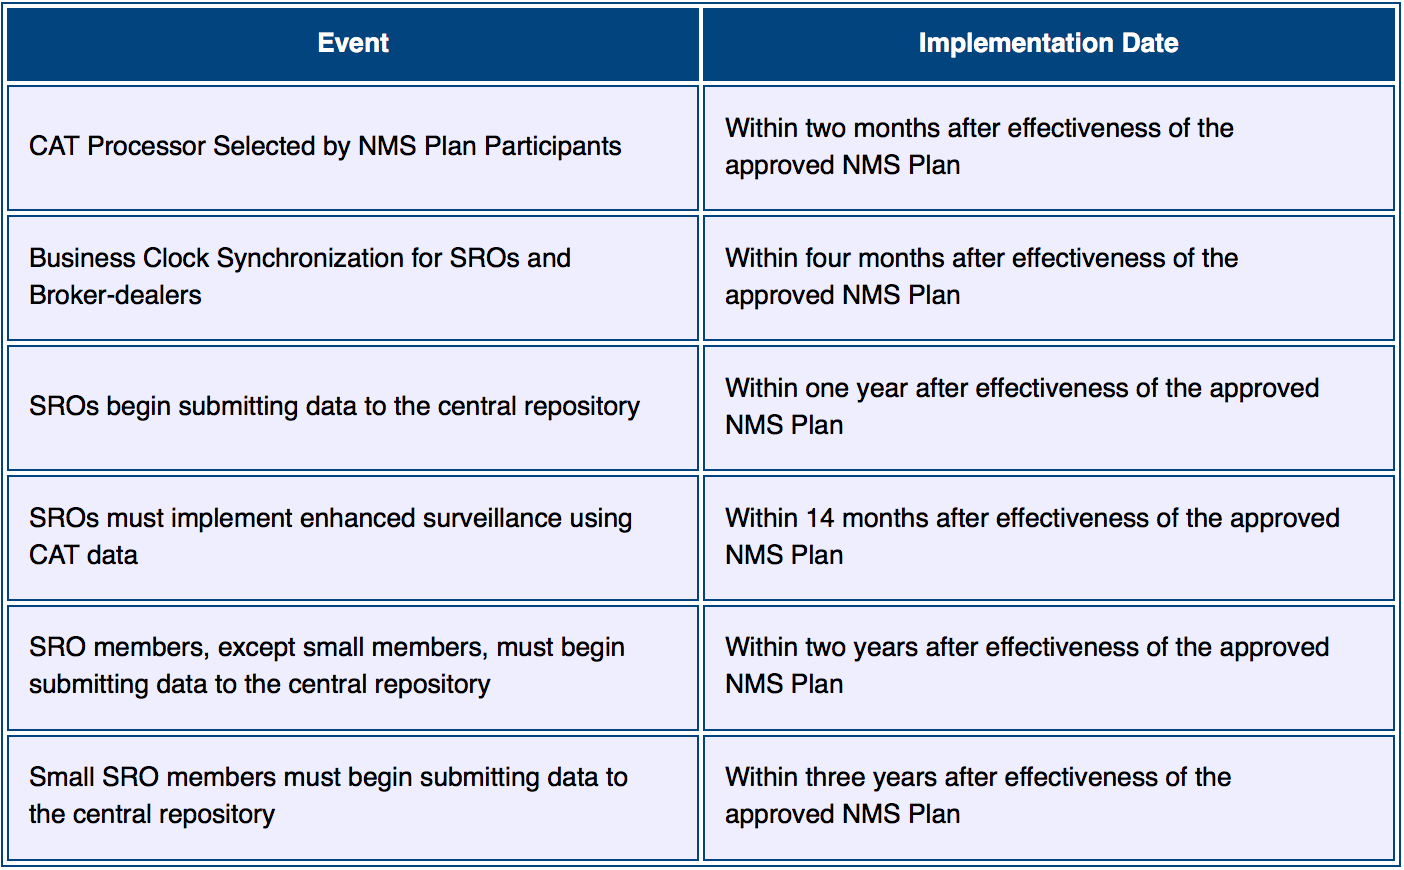 Event
Implementation Date
CAT Processor Selected by NMS Plan Participants
Within two months after effectiveness of the
approved NMS Plan
Business Clock Synchronization for SROs and
Broker-dealers
Within four months after effectiveness of the
approved NMS Plan
SROs begin submitting data to the central repository
Within one year after effectiveness of the approved
NMS Plan
SROs must implement enhanced surveillance using
CAT data
Within 14 months after effectiveness of the approved
NMS Plan
SRO members, except small members, must begin
submitting data to the central repository
Within two years after effectiveness of the approved
NMS Plan
Small SRO members must begin submitting data to
the central repository
Within three years after effectiveness of the
approved NMS Plan